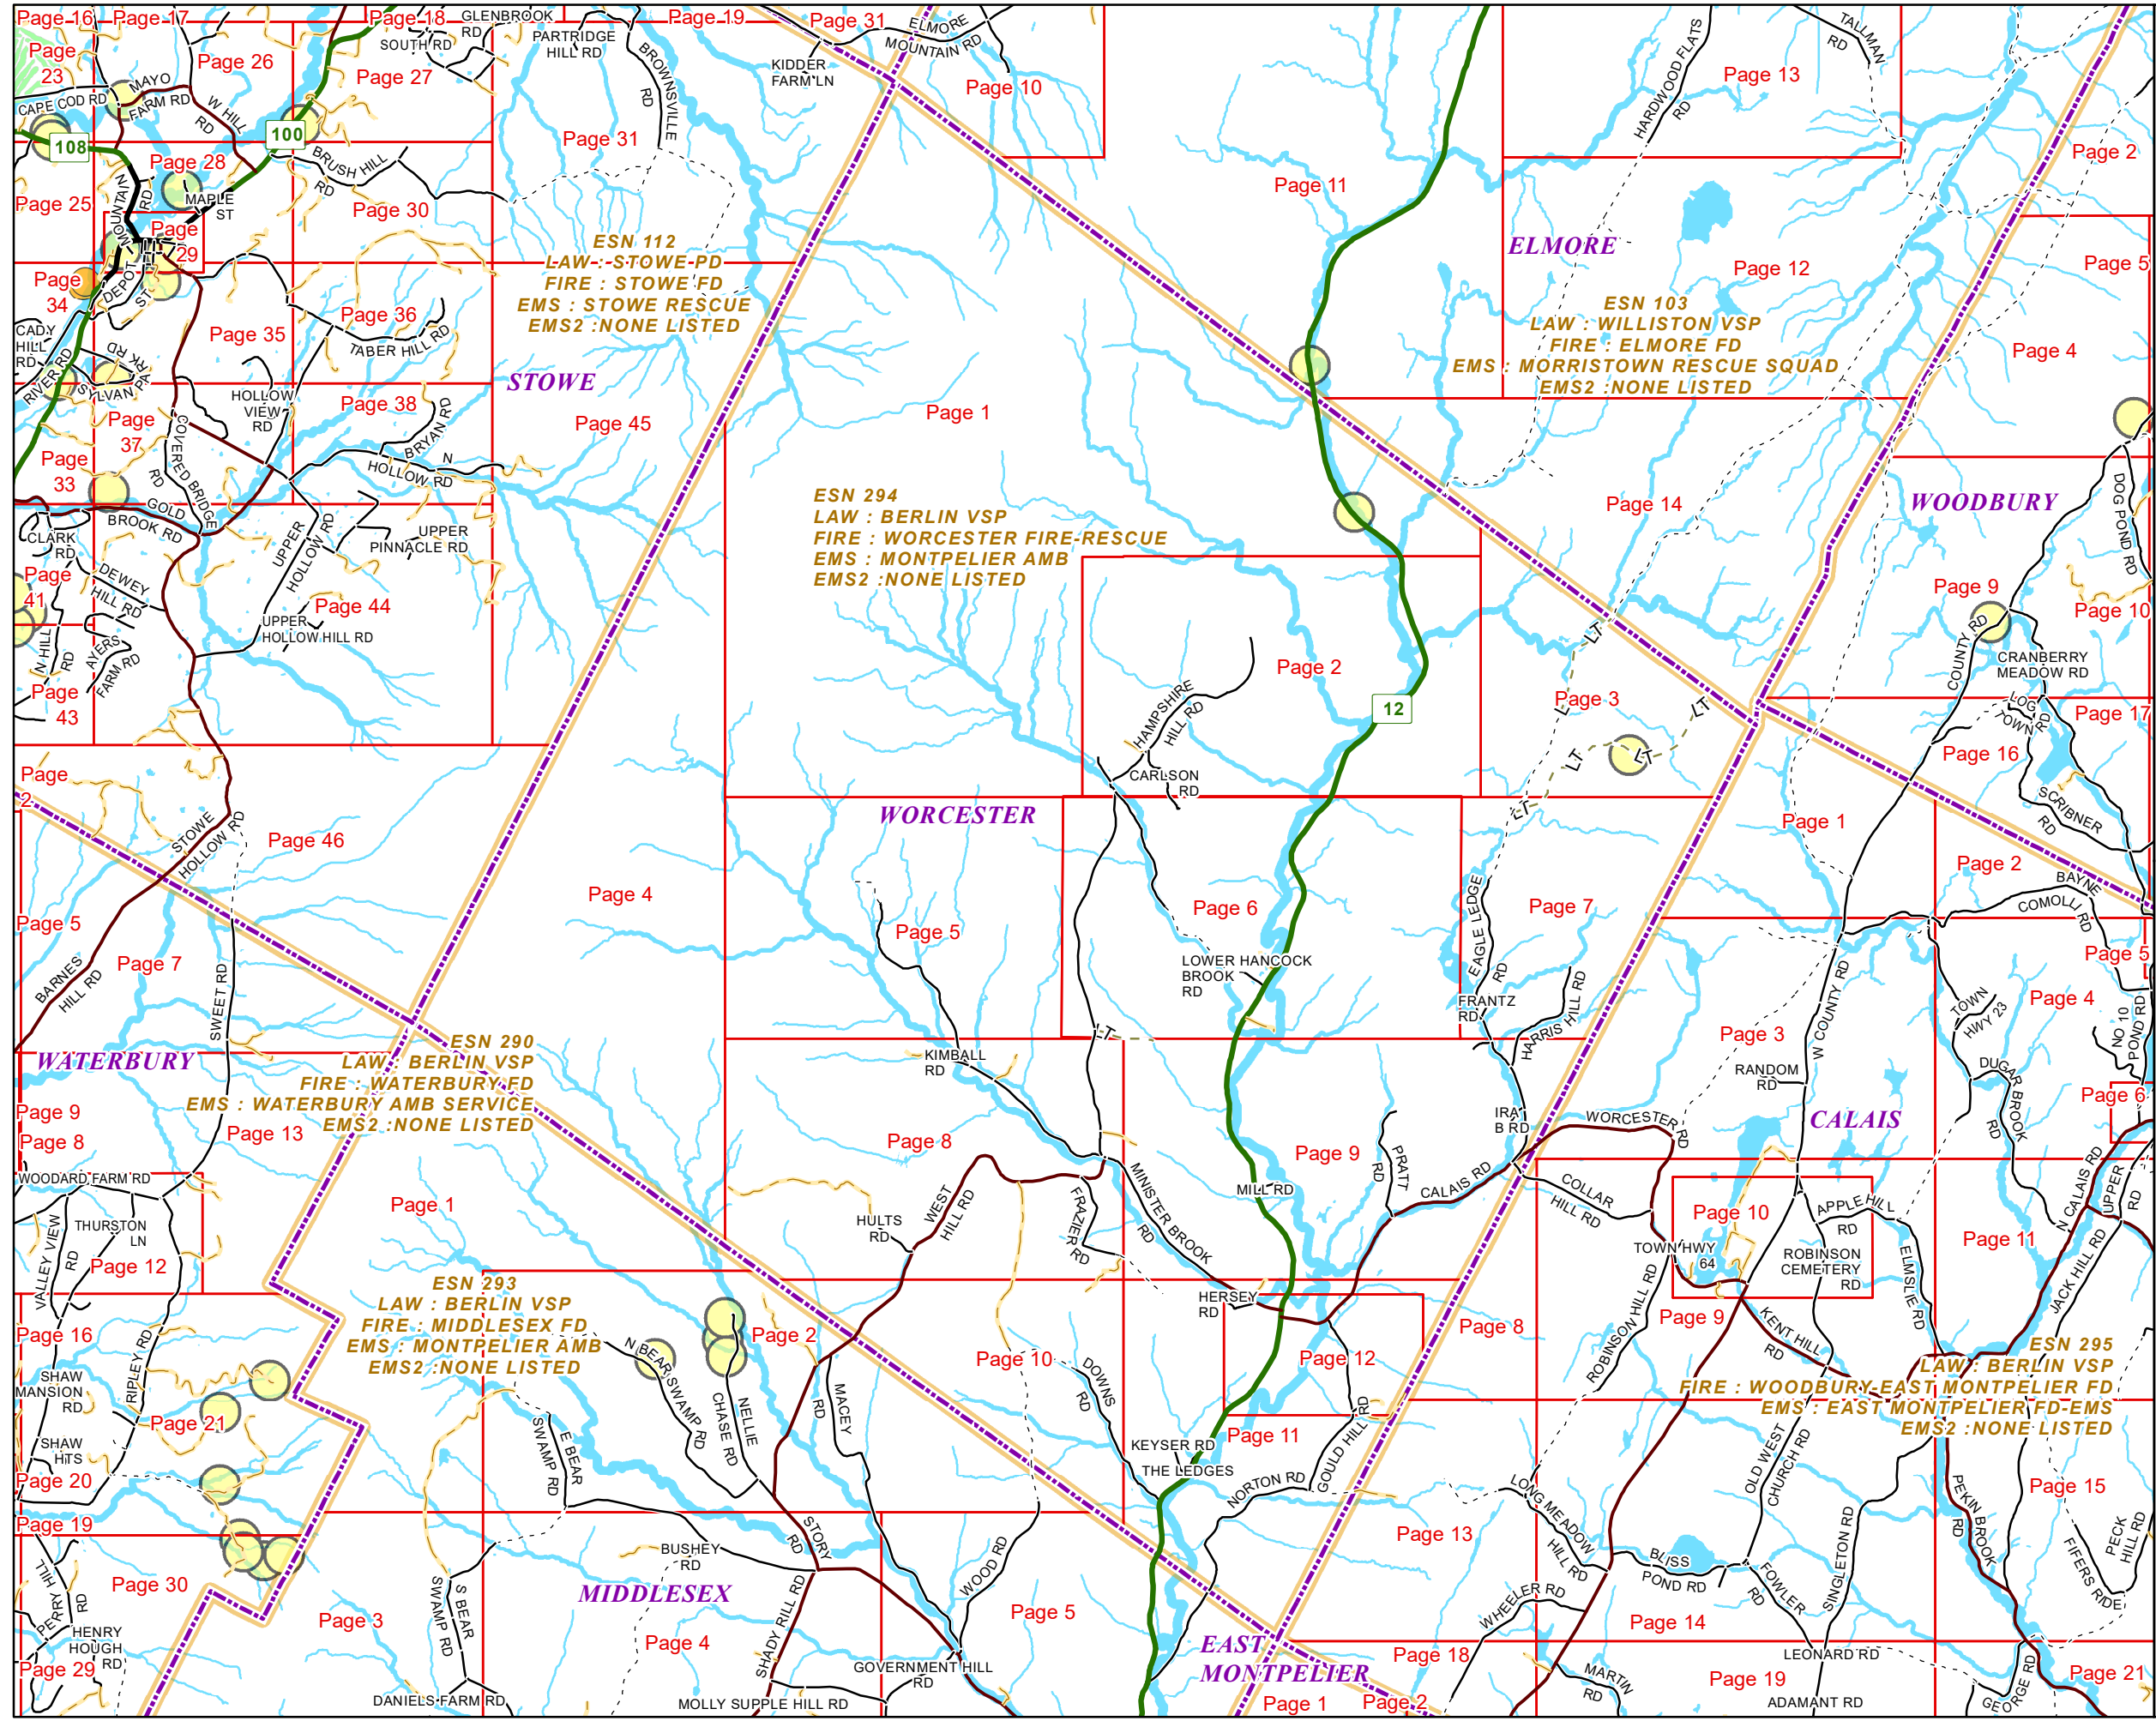 Page 16
Page 17
Page 18
GLENBROOK
RD
SOUTH RD
PARTRIDGE
HILL RD
BROWNSVILLE
RD
Page 19
Page 31
ELMORE
MOUNTAIN RD
KIDDER
FARM LN
Page 10
HARDWOOD FLATS
RD
Page 13
TALLMAN
RD
Page
23
Page 26
Page 27
MAYO
FARM RD
CAPE COD RD
W HILL
RD
100
108
Page 31
Page 11
Page 2
Page 28
BRUSH HILL
RD
MAPLE
ST
MOUNTAIN
RD
Page 25
Page 30
Page
29
ESN 112
LAW : STOWE PD
FIRE : STOWE FD
EMS : STOWE RESCUE
EMS2 :NONE LISTED
ELMORE
Page 12
Page 5
Page
34
DEPOT
ST
Page 36
Page 35
TABER HILL RD
CADY
HILL
RD
RIVER RD
SYLVAN PARK RD
ESN 103
LAW : WILLISTON VSP
FIRE : ELMORE FD
EMS : MORRISTOWN RESCUE SQUAD
EMS2 :NONE LISTED
Page 4
STOWE
HOLLOW
VIEW
RD
Page 38
Page 45
Page 1
Page
37
COVERED BRIDGE
RD
BRYAN RD
N
HOLLOW RD
Page
33
ESN 294
LAW : BERLIN VSP
FIRE : WORCESTER FIRE-RESCUE
EMS : MONTPELIER AMB
EMS2 :NONE LISTED
Page 14
WOODBURY
DOG POND RD
GOLD
BROOK RD
CLARK
RD
UPPER
HOLLOW RD
UPPER
PINNACLE RD
DEWEY
HILL RD
Page
41
Page 44
UPPER
HOLLOW HILL RD
Page 9
Page 10
N HILL
RD
AYERS
FARM RD
Page
43
LT
Page 2
HAMPSHIRE
HILL RD
12
Page 3
LT
LT
LT
LT
COUNTY RD
CRANBERRY
MEADOW RD
LOG
TOWN RD
Page 17
Page 16
CARLSON
RD
Page
2
SCRIBNER
RD
STOWE
HOLLOW RD
Page 46
WORCESTER
LT
Page 1
Page 2
BAYNE
COMOLLI RD
Page 4
Page 5
Page 6
EAGLE LEDGE
RD
Page 7
Page 5
Page 7
BARNES
HILL RD
SWEET RD
LOWER HANCOCK
BROOK
RD
FRANTZ
RD
HARRIS HILL RD
Page 3
W COUNTY RD
TOWN
HWY 23
Page 4
Page 5
NO 10
POND RD
WATERBURY
ESN 290
LAW : BERLIN VSP
FIRE : WATERBURY FD
EMS : WATERBURY AMB SERVICE
EMS2 :NONE LISTED
LT
KIMBALL
RD
RANDOM
RD
DUGAR BROOK
RD
Page 6
Page 9
Page 8
Page 13
Page 8
Page 9
IRA
B RD
WORCESTER RD
CALAIS
WOODARD FARM RD
Page 1
PRATT
RD
CALAIS RD
MILL RD
MINISTER BROOK
RD
FRAZIER
RD
WEST
HILL RD
HULTS
RD
COLLAR
HILL RD
Page 10
APPLE HILL
RD
N CALAIS RD
UPPER
RD
THURSTON
LN
VALLEY VIEW
RD
Page 12
TOWN HWY
64
ROBINSON
CEMETERY
RD
ELMSLIE RD
Page 11
JACK HILL RD
ESN 293
LAW : BERLIN VSP
FIRE : MIDDLESEX FD
EMS : MONTPELIER AMB
EMS2 :NONE LISTED
HERSEY
RD
ROBINSON HILL RD
Page 9
KENT HILL
RD
Page 16
RIPLEY RD
SHAW
MANSION
RD
N BEAR SWAMP RD
NELLIE
CHASE RD
Page 2
MACEY
RD
Page 10
DOWNS
RD
Page 12
Page 8
ESN 295
LAW : BERLIN VSP
FIRE : WOODBURY-EAST MONTPELIER FD
EMS : EAST MONTPELIER FD-EMS
EMS2 :NONE LISTED
Page 21
E BEAR
SWAMP RD
SHAW
HTS
Page 20
KEYSER RD
THE LEDGES
Page 11
GOULD HILL RD
NORTON RD
LONG MEADOW
HILL RD
OLD WEST
CHURCH RD
PEKIN BROOK
RD
Page 15
Page 19
STORY
RD
Page 13
BLISS
POND RD
FOWLER
RD
SINGLETON RD
PECK
HILL RD
FIFERS RIDE
PERRY HILL
RD
Page 30
BUSHEY
RD
MIDDLESEX
WOOD RD
WHEELER RD
Page 14
HENRY
HOUGH
RD
Page 29
S BEAR
SWAMP RD
Page 3
Page 4
SHADY RILL RD
Page 5
EAST
MONTPELIER
GOVERNMENT HILL
RD
MOLLY SUPPLE HILL RD
DANIELS FARM RD
Page 1
Page 2
Page 18
MARTIN
RD
Page 19
LEONARD RD
ADAMANT RD
GEORGE RD
Page 21